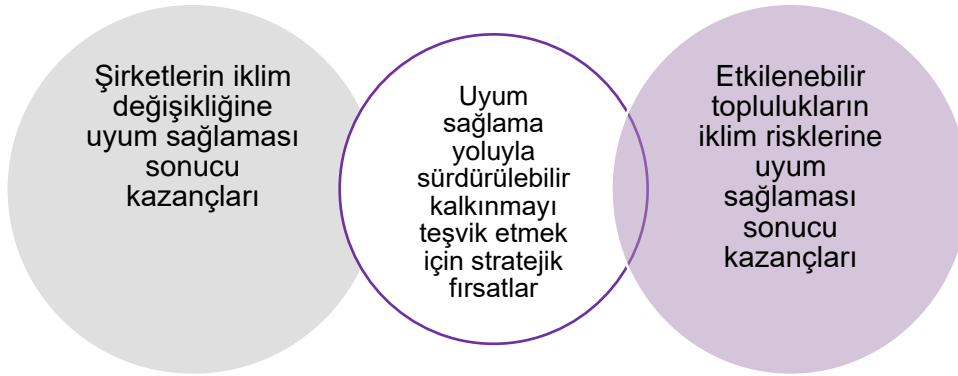 Şirketlerin iklim
değişikliğine
uyum sağlaması
sonucu
kazançları
Uyum
sağlama
yoluyla
sürdürülebilir
kalkınmayı
teşvik etmek
için stratejik
fırsatlar
Etkilenebilir
toplulukların
iklim risklerine
uyum
sağlaması
sonucu
kazançları